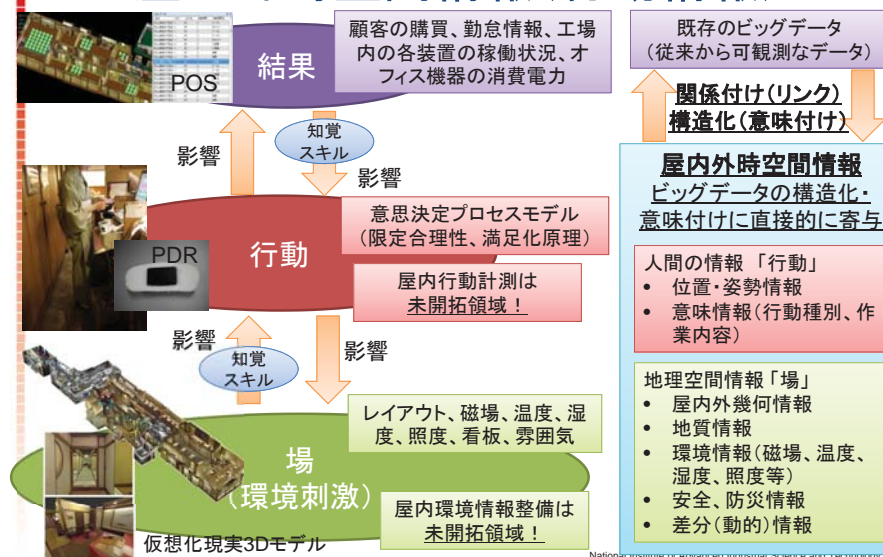 POS
結果
顧客の購買、勤怠情報、工場
内の各装置の稼働状況、オ
フィス機器の消費電力
既存のビッグデータ
(従来から可観測なデータ)
影響
知覚
スキル
影響
関係付け(リンク)
構造化(意味付け)
屋内外時空間情報
ビッグデータの構造化・
意味付けに直接的に寄与
PDR
行動
意思決定プロセスモデル
(限定合理性、満足化原理)
屋内行動計測は
未開拓領域!
人間の情報 「行動」
• 位置・姿勢情報
• 意味情報(行動種別、作
業内容)
影響
知覚
スキル
影響
レイアウト、磁場、温度、湿
度、照度、看板、雰囲気
場
(環境刺激)
屋内環境情報整備は
未開拓領域!
仮想化現実3Dモデル
地理空間情報「場」
• 屋内外幾何情報
• 地質情報
• 環境情報(磁場、温度、
湿度、照度等)
• 安全、防災情報
• 差分(動的)情報